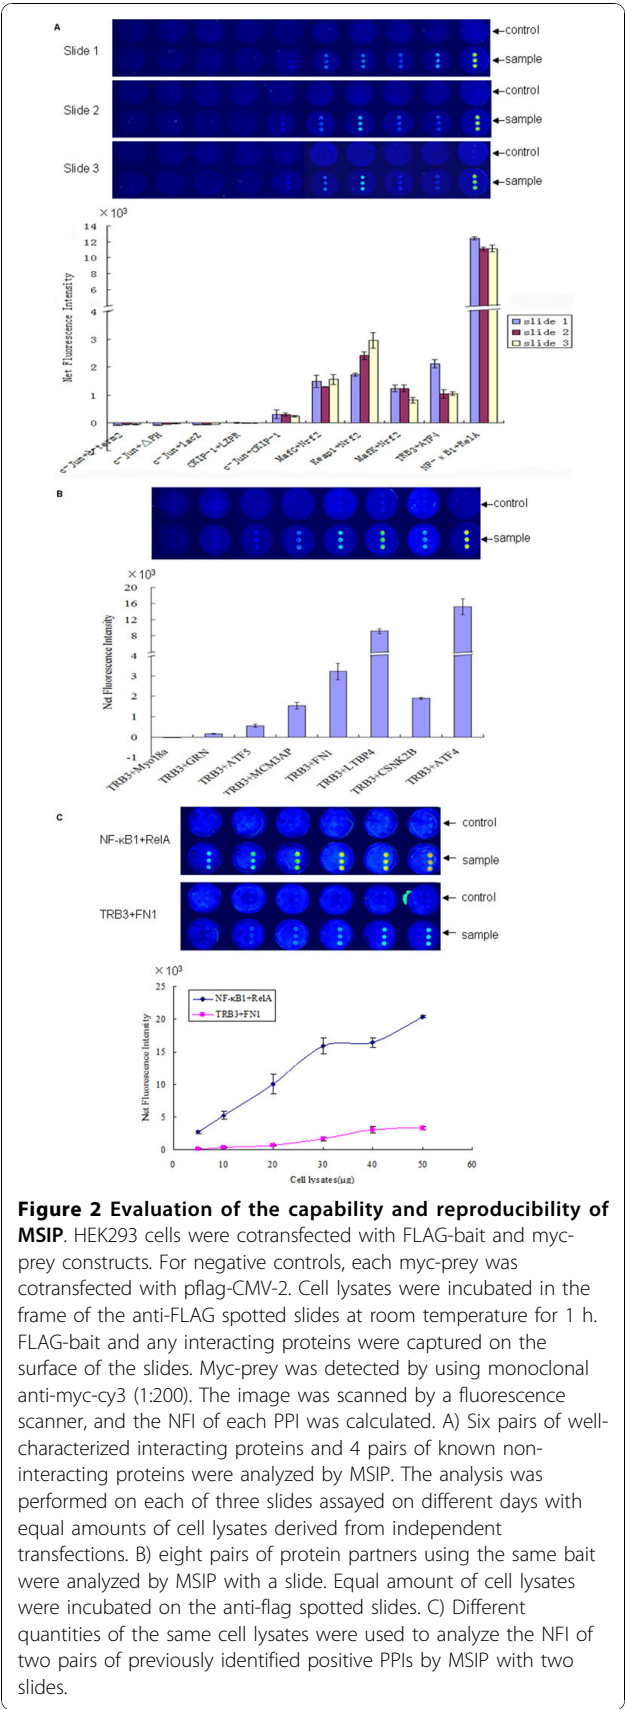 A
Slide 1
control
sample
Slide 2
control
sample
Slide 3
control
sample
×10³
14
12
10
8
6
4
3
2
1
0
Net Fluorescence Intensity
slide 1
slide 2
slide 3
c-Jun+△PH
c-Jun+lacZ
CKIP-1+LZPR
c-Jun+CKIP-1
MafG+Nrf2
Keap1+Nrf2
MafK+Nrf2
TRB3+ATF4
NF-κB1+RelA
B
control
sample
×10³
20
16
12
8
4
3
2
1
0
-1
Net Fluorescence Intensity
TRB3+Myo18a
TRB3+GRN
TRB3+ATF5
TRB3+MCM3AP
TRB3+FN1
TRB3+LTBP4
TRB3+CSNK2B
TRB3+ATF4
C
NF-κB1+RelA
control
sample
TRB3+FN1
control
sample
×10³
25
20
15
10
5
0
Net Fluorescence Intensity
NF-κB1+RelA
TRB3+FN1
0 10 20 30 40 50 60
Cell lysates(μg)
Figure 2 Evaluation of the capability and reproducibility of
MSIP. HEK293 cells were cotransfected with FLAG-bait and myc-
prey constructs. For negative controls, each myc-prey was
cotransfected with pflag-CMV-2. Cell lysates were incubated in the
frame of the anti-FLAG spotted slides at room temperature for 1 h.
FLAG-bait and any interacting proteins were captured on the
surface of the slides. Myc-prey was detected by using monoclonal
anti-myc-cy3 (1:200). The image was scanned by a fluorescence
scanner, and the NFI of each PPI was calculated. A) Six pairs of well-
characterized interacting proteins and 4 pairs of known non-
interacting proteins were analyzed by MSIP. The analysis was
performed on each of three slides assayed on different days with
equal amounts of cell lysates derived from independent
transfections. B) eight pairs of protein partners using the same bait
were analyzed by MSIP with a slide. Equal amount of cell lysates
were incubated on the anti-flag spotted slides. C) Different
quantities of the same cell lysates were used to analyze the NFI of
two pairs of previously identified positive PPIs by MSIP with two
slides.